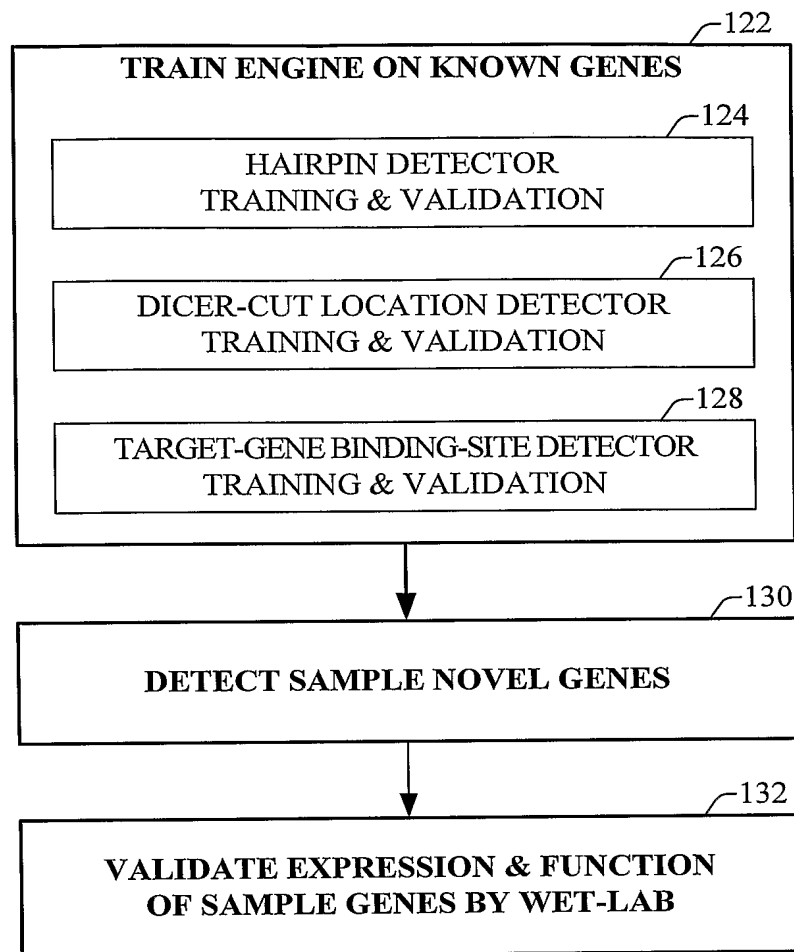 122
TRAIN ENGINE ON KNOWN GENES
124
HAIRPIN DETECTOR
TRAINING & VALIDATION
126
DICER-CUT LOCATION DETECTOR
TRAINING & VALIDATION
128
TARGET-GENE BINDING-SITE DETECTOR
TRAINING & VALIDATION
130
DETECT SAMPLE NOVEL GENES
132
VALIDATE EXPRESSION & FUNCTION
OF SAMPLE GENES BY WET-LAB